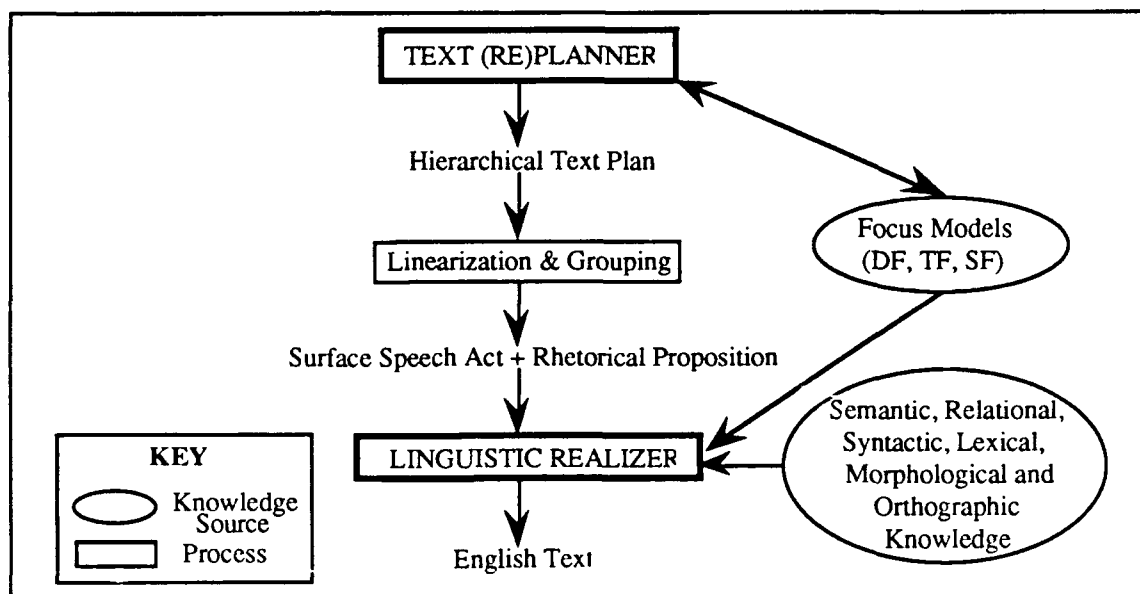 TEXT (RE)PLANNER
Hierarchical Text Plan
Focus Models
(DF, TF, SF)
Linearization & Grouping
Surface Speech Act + Rhetorical Proposition
Semantic, Relational,
Syntactic, Lexical,
Morphological and
Orthographic
Knowledge
LINGUISTIC REALIZER
English Text
KEY
Knowledge
Source
Process